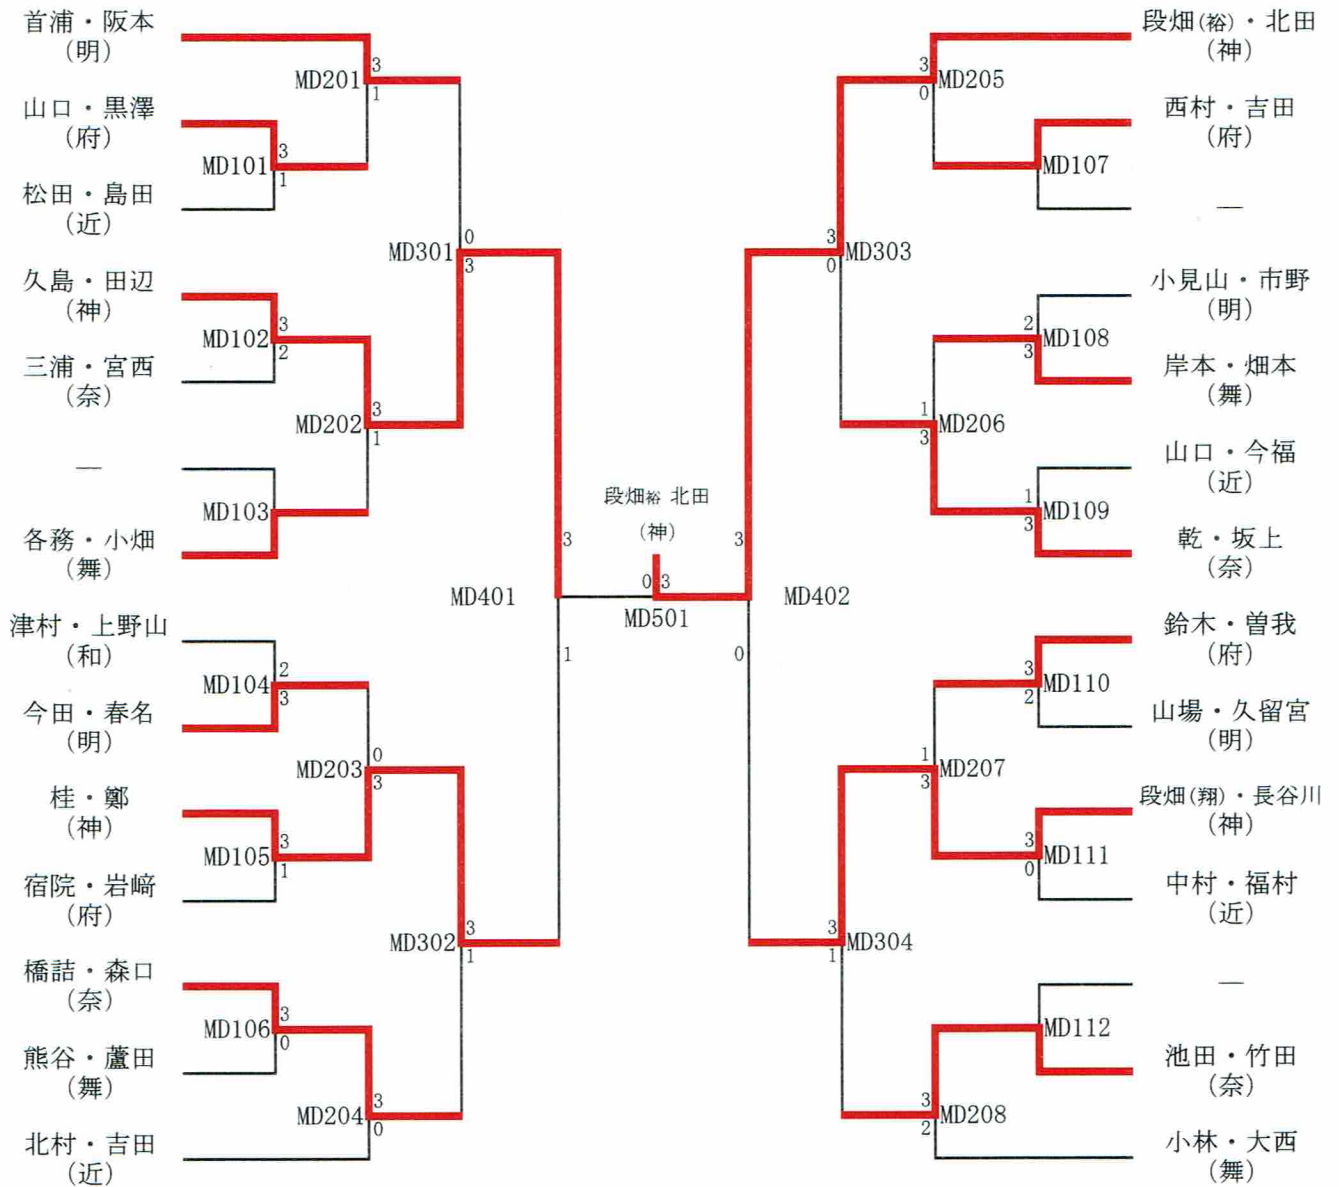 首浦・阪本
(明)
3
MD201
1
山口・黒澤
(府)
3
MD101
1
松田・島田
(近)
0
MD301
3
久島・田辺
(神)
3
MD102
2
三浦・宮西
(奈)
3
MD202
1
—
MD103
各務・小畑
(舞)
3
MD401
1
津村・上野山
(和)
2
MD104
3
今田・春名
(明)
0
MD203
3
桂・鄭
(神)
3
MD105
1
宿院・岩﨑
(府)
3
MD302
1
橋詰・森口
(奈)
3
MD106
0
熊谷・蘆田
(舞)
3
MD204
0
北村・吉田
(近)
段畑裕 北田
(神)
0 3
MD501
段畑(裕)・北田
(神)
3
MD205
0
西村・吉田
(府)
MD107
—
3
MD303
0
小見山・市野
(明)
2
MD108
3
岸本・畑本
(舞)
1
MD206
3
山口・今福
(近)
1
MD109
3
乾・坂上
(奈)
3
MD402
0
鈴木・曽我
(府)
3
MD110
2
山場・久留宮
(明)
1
MD207
3
段畑(翔)・長谷川
(神)
3
MD111
0
中村・福村
(近)
3
MD304
1
—
MD112
池田・竹田
(奈)
3
MD208
2
小林・大西
(舞)